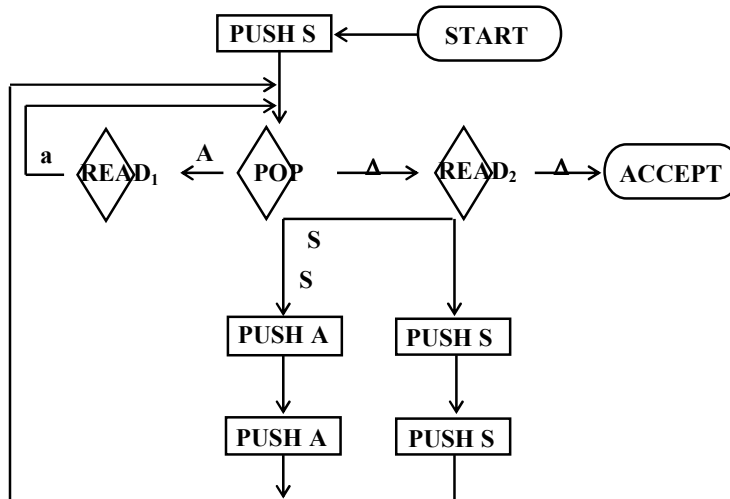 PUSH S
START
a
READ₁
A
POP
Δ
READ₂
Δ
ACCEPT
S
S
PUSH A
PUSH S
PUSH A
PUSH S